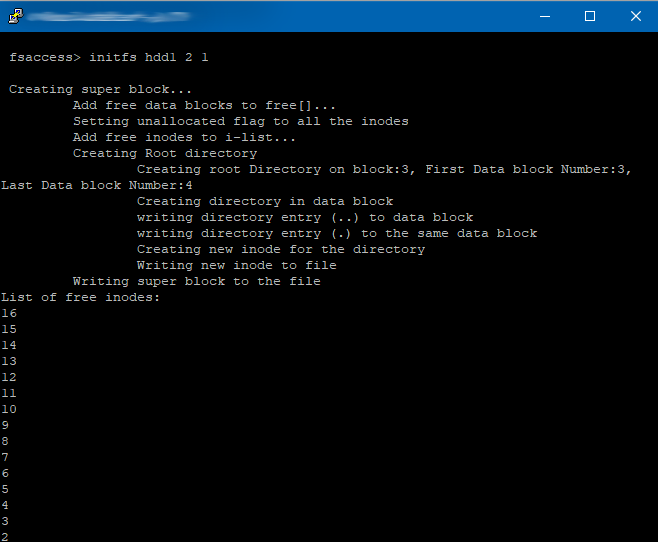 fsaccess> initfs hdd1 2 1
Creating super block...
Add free data blocks to free[]...
Setting unallocated flag to all the inodes
Add free inodes to i-list...
Creating Root directory
Creating root Directory on block:3, First Data block Number:3,
Last Data block Number:4
Creating directory in data block
writing directory entry (..) to data block
writing directory entry (.) to the same data block
Creating new inode for the directory
Writing new inode to file
Writing super block to the file
List of free inodes:
16
15
14
13
12
11
10
9
8
7
6
5
4
3
2